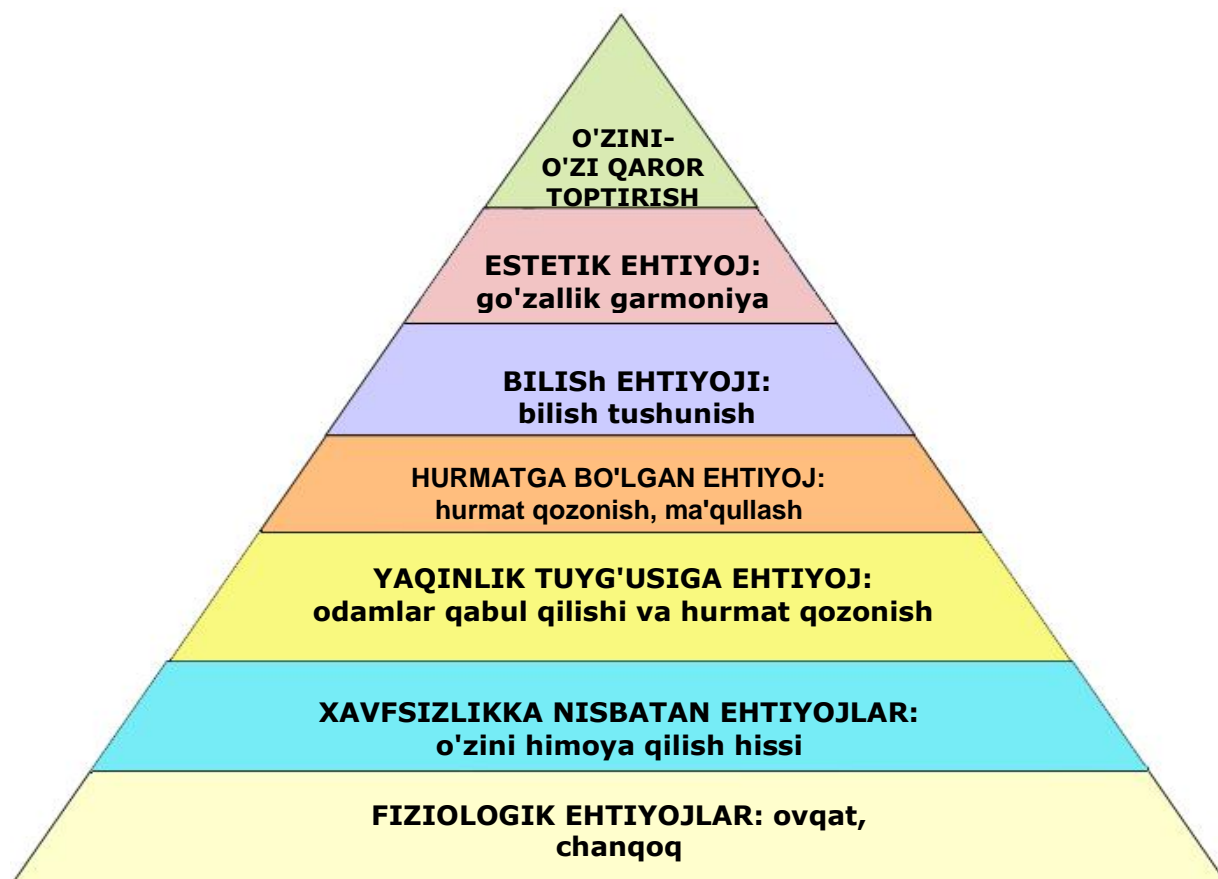 O'ZINI-
O'ZI QAROR
TOPTIRISH
ESTETIK EHTIYOJ:
go'zallik garmoniya
BILISh EHTIYOJI:
bilish tushunish
HURMATGA BO'LGAN EHTIYOJ:
hurmat qozonish, ma'qullash
YAQINLIK TUYG'USIGA EHTIYOJ:
odamlar qabul qilishi va hurmat qozonish
XAVFSIZLIKKA NISBATAN EHTIYOJLAR:
o'zini himoya qilish hissi
FIZIOLOGIK EHTIYOJLAR: ovqat,
chanqoq